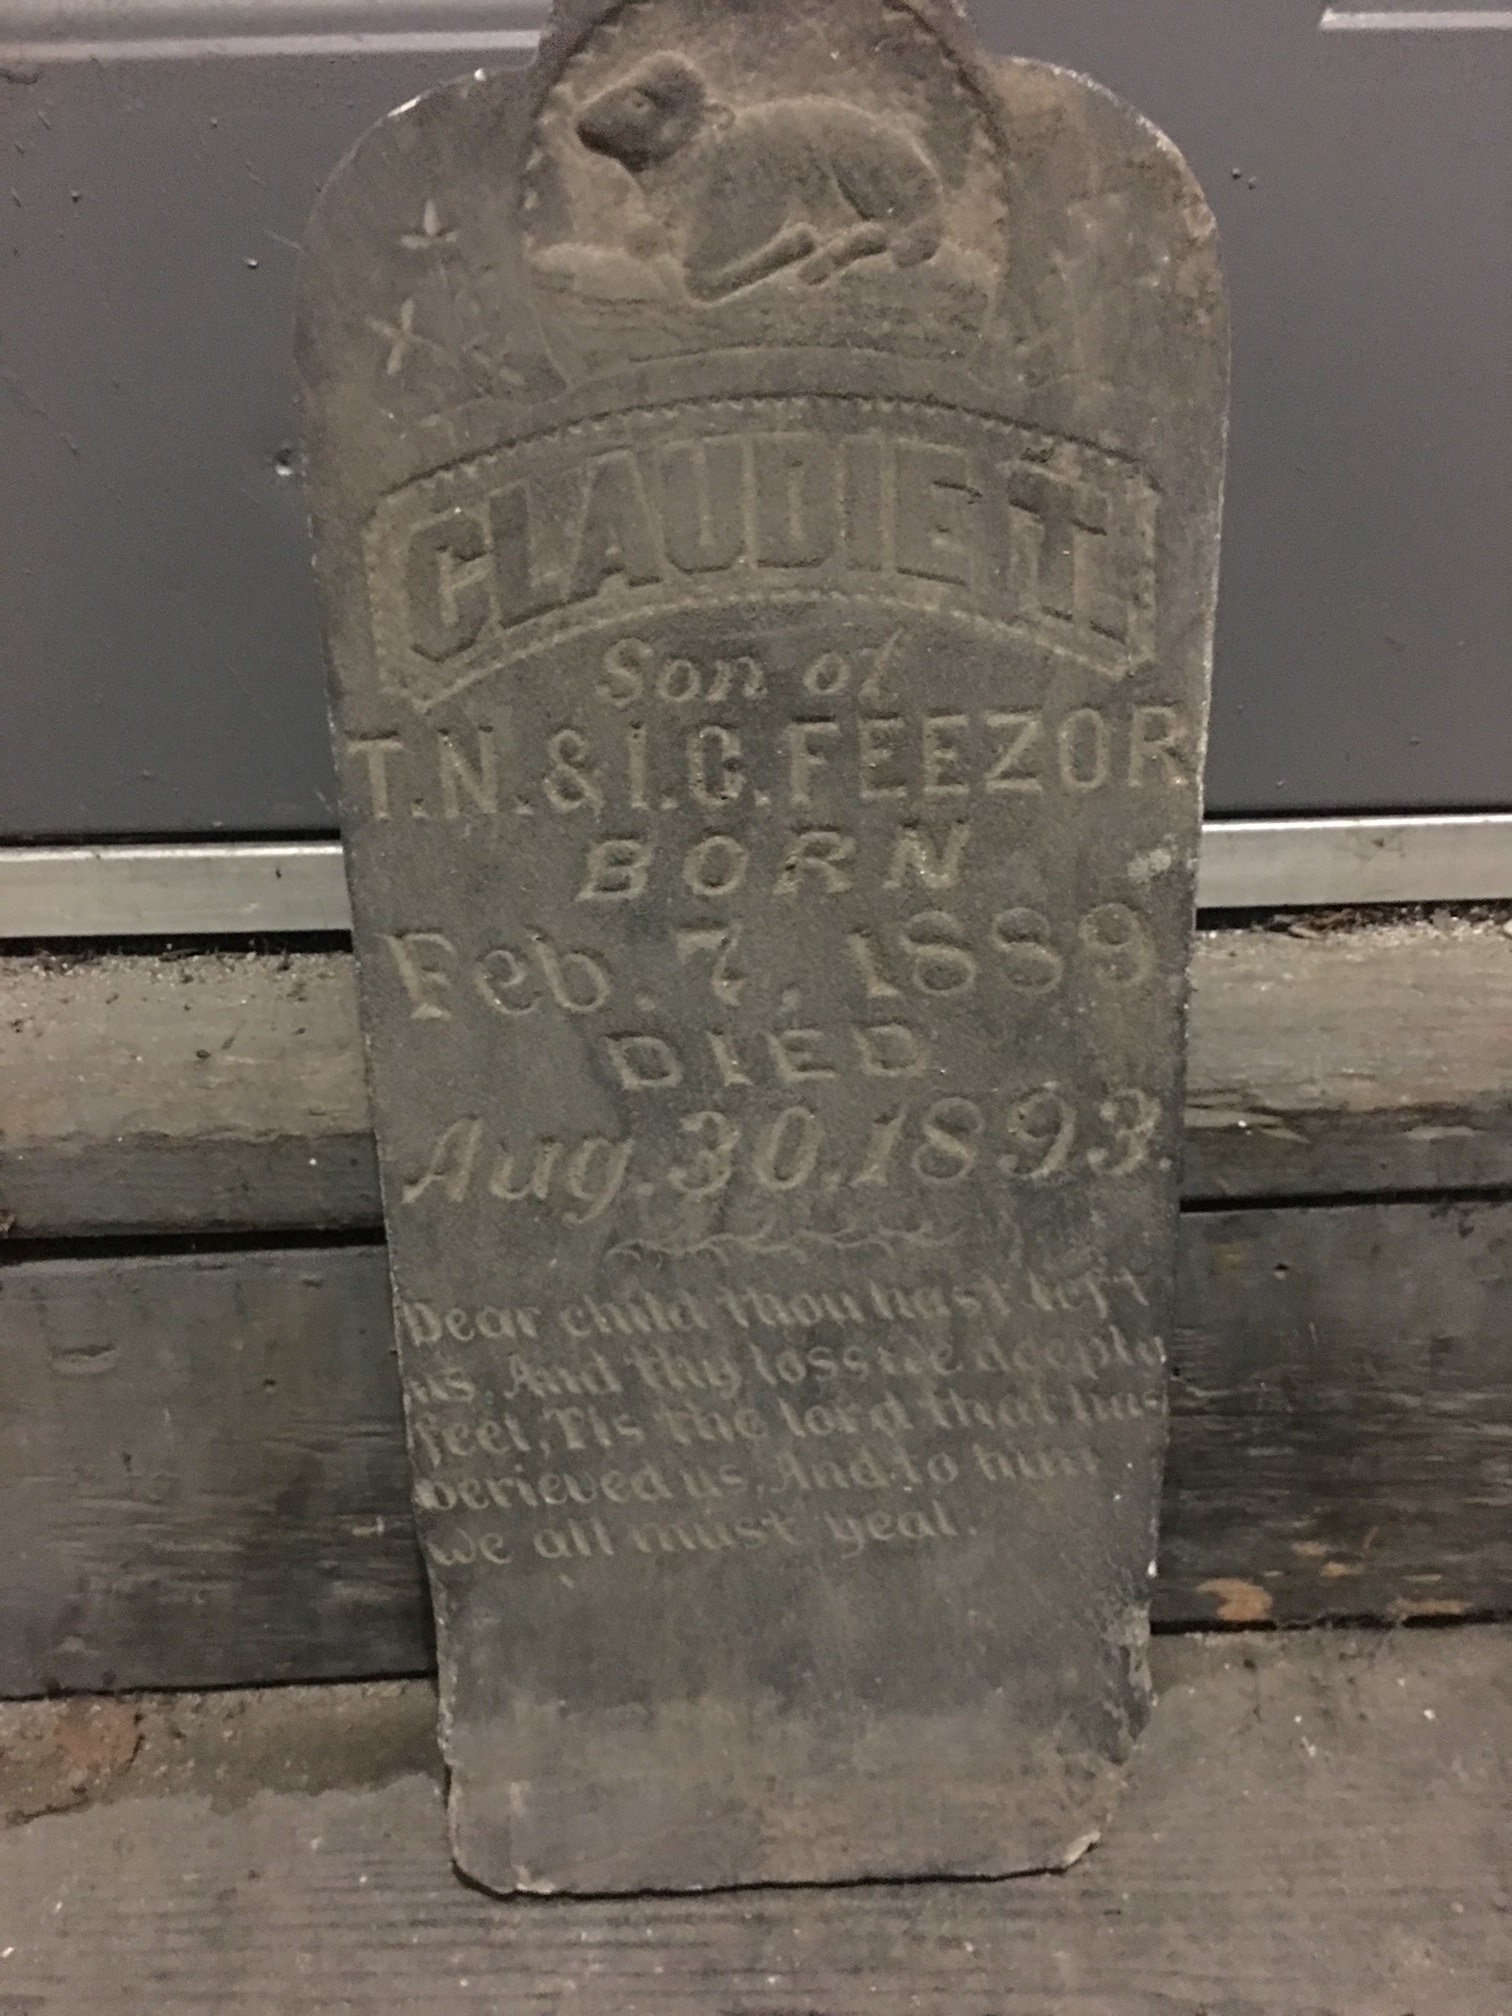 CLAUDIE T.
Son of
T.N. & I.C. FEEZOR
BORN
Feb. 7, 1889.
DIED
Aug. 30. 1893.
Dear child thou hast left
us, And thy loss we deeply
feel, Tis the lord that has
berieved us, And to him
we all must yeal.